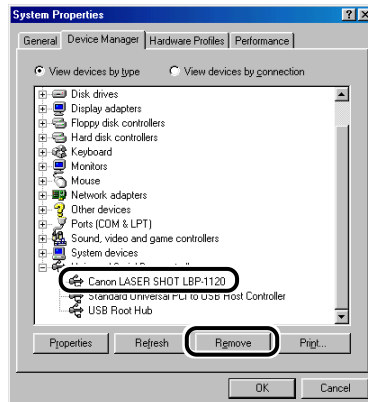 System Properties
General Device Manager Hardware Profiles Performance
View devices by type View devices by connection
Disk drives
Display adapters
Floppy disk controllers
Hard disk controllers
Keyboard
Monitors
Mouse
Network adapters
Other devices
Ports (COM & LPT)
Sound, video and game controllers
System devices
Canon LASER SHOT LBP-1120
Standard Universal PCI to USB Host Controller
USB Root Hub
Properties Refresh Remove Print...
OK Cancel